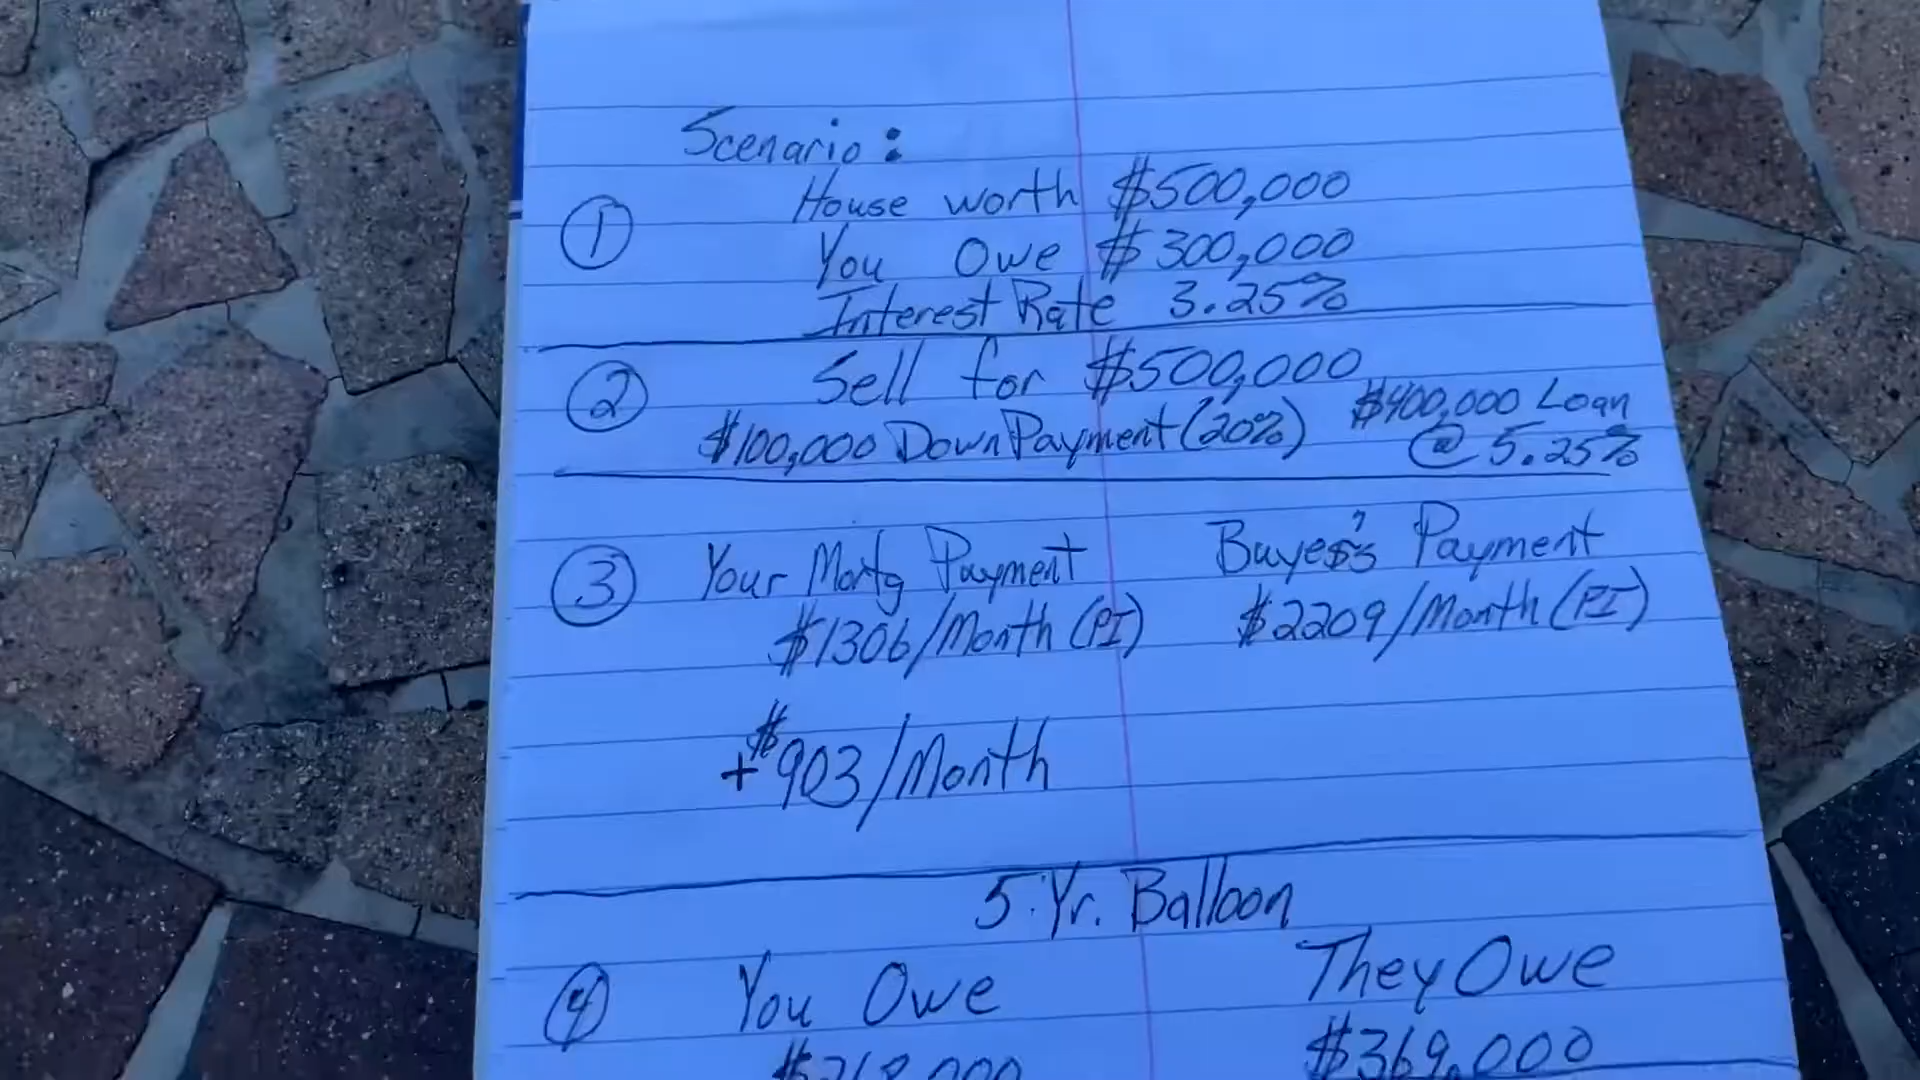 Scenario:
① House worth $500,000
You Owe $300,000
Interest Rate 3.25%
② Sell for $500,000
$100,000 Down Payment (20%) $400,000 Loan
@ 5.25%
③ Your Mortg Payment Buyer's Payment
$1306/Month (PI) $2209/Month (PI)
+$903/Month
5 Yr. Balloon
④ You Owe They Owe
$369,000